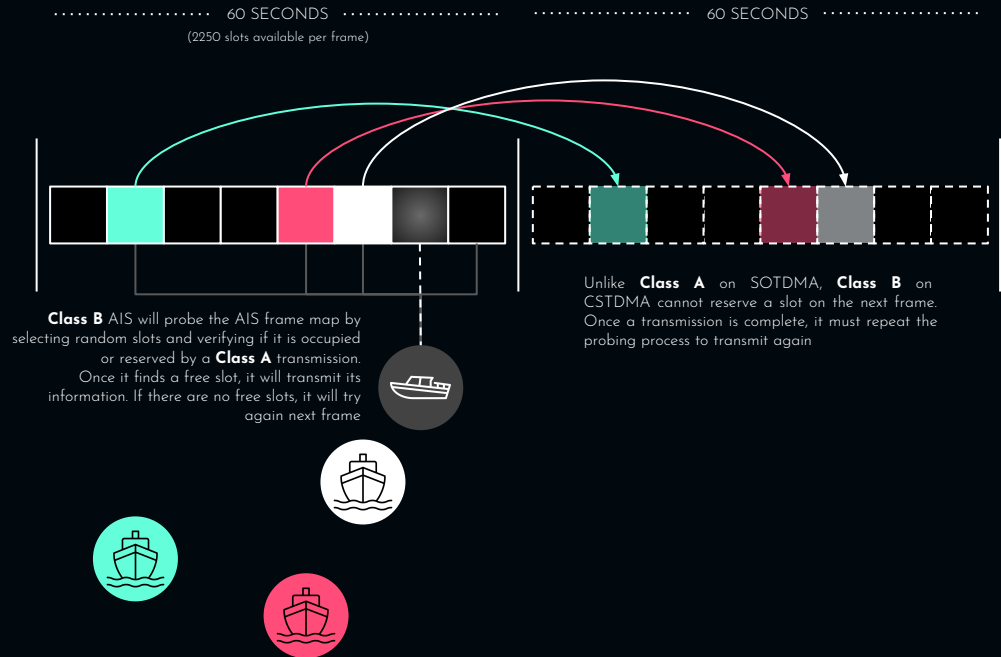 60 SECONDS
(2250 slots available per frame)
60 SECONDS
Class B AIS will probe the AIS frame map by
selecting random slots and verifying if it is occupied
or reserved by a Class A transmission.
Once it finds a free slot, it will transmit its
information. If there are no free slots, it will try
again next frame
Unlike Class A on SOTDMA, Class B on
CSTDMA cannot reserve a slot on the next frame.
Once a transmission is complete, it must repeat the
probing process to transmit again